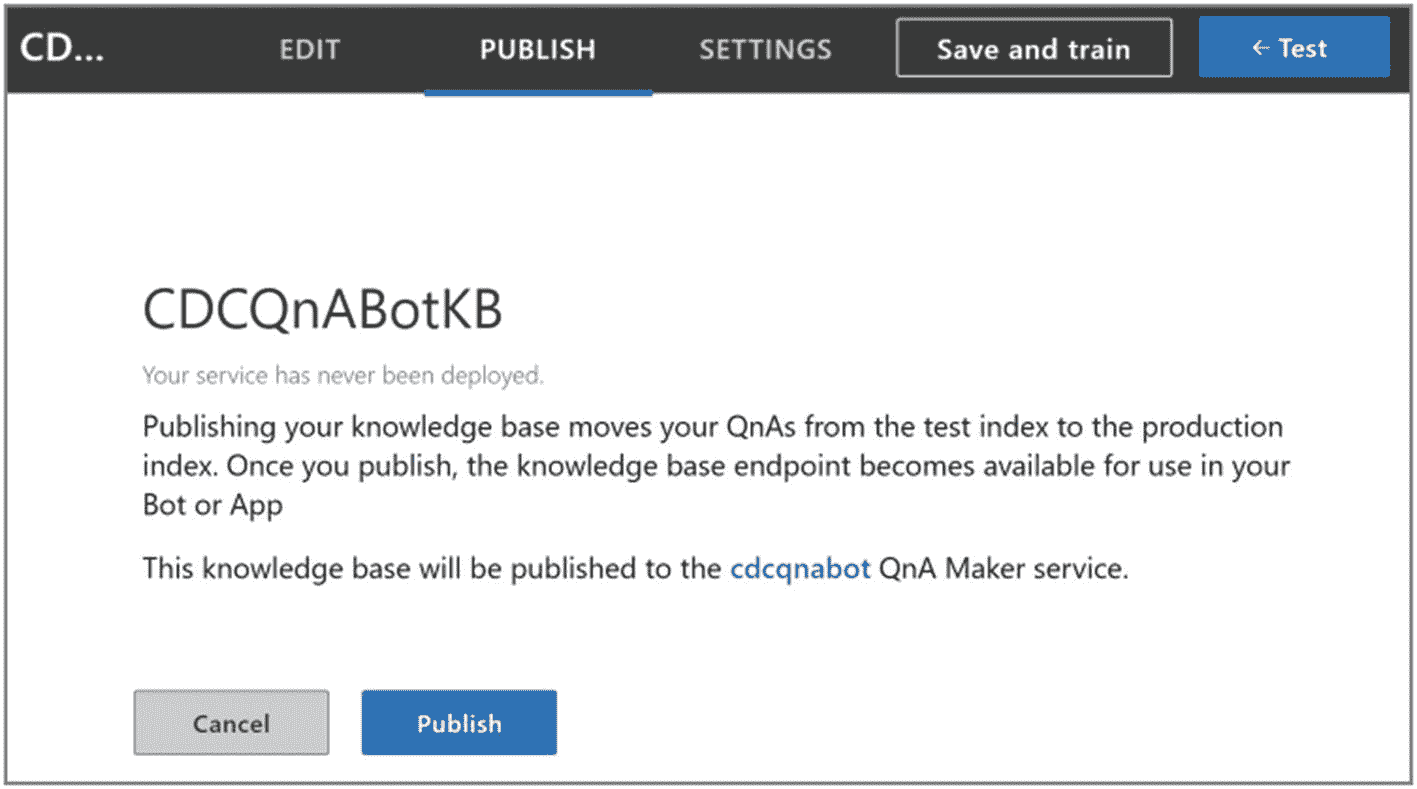 CD...
EDIT
PUBLISH
SETTINGS
Save and train
← Test
CDCQnABotKB
Your service has never been deployed.
Publishing your knowledge base moves your QnAs from the test index to the production
index. Once you publish, the knowledge base endpoint becomes available for use in your
Bot or App
This knowledge base will be published to the cdcqnabot QnA Maker service.
Cancel
Publish